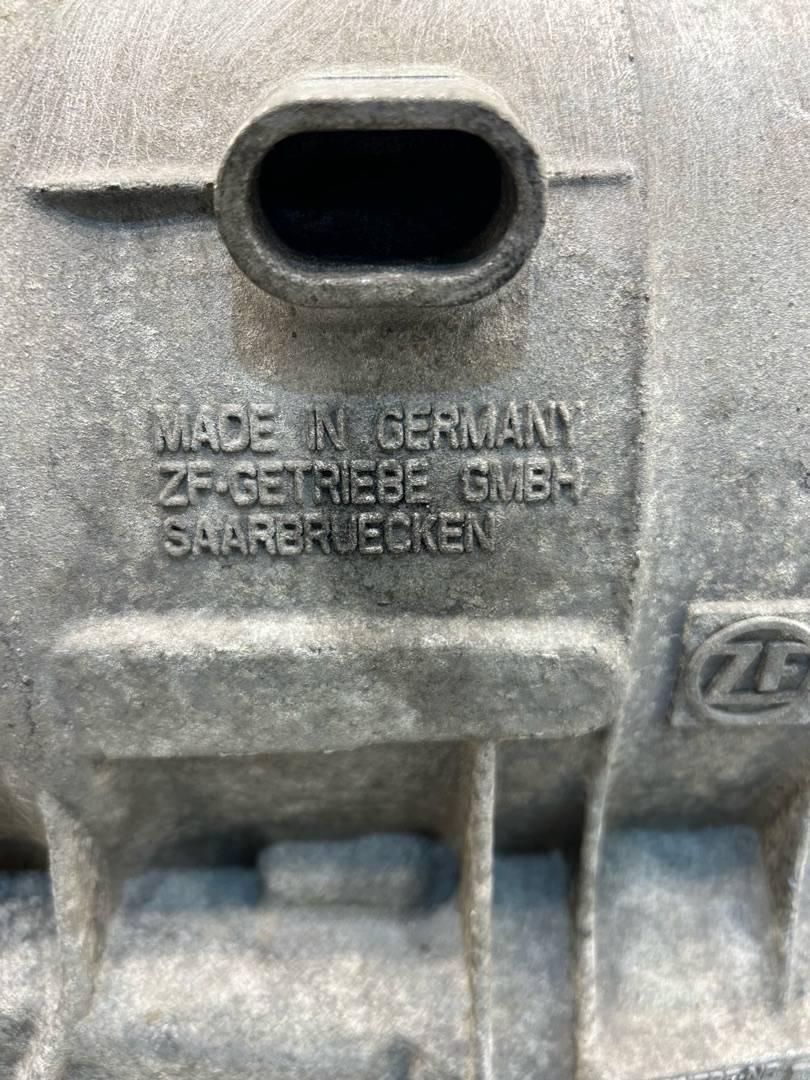 MADE IN GERMANY
ZF-GETRIEBE GMBH
SAARBRUECKEN
ZF